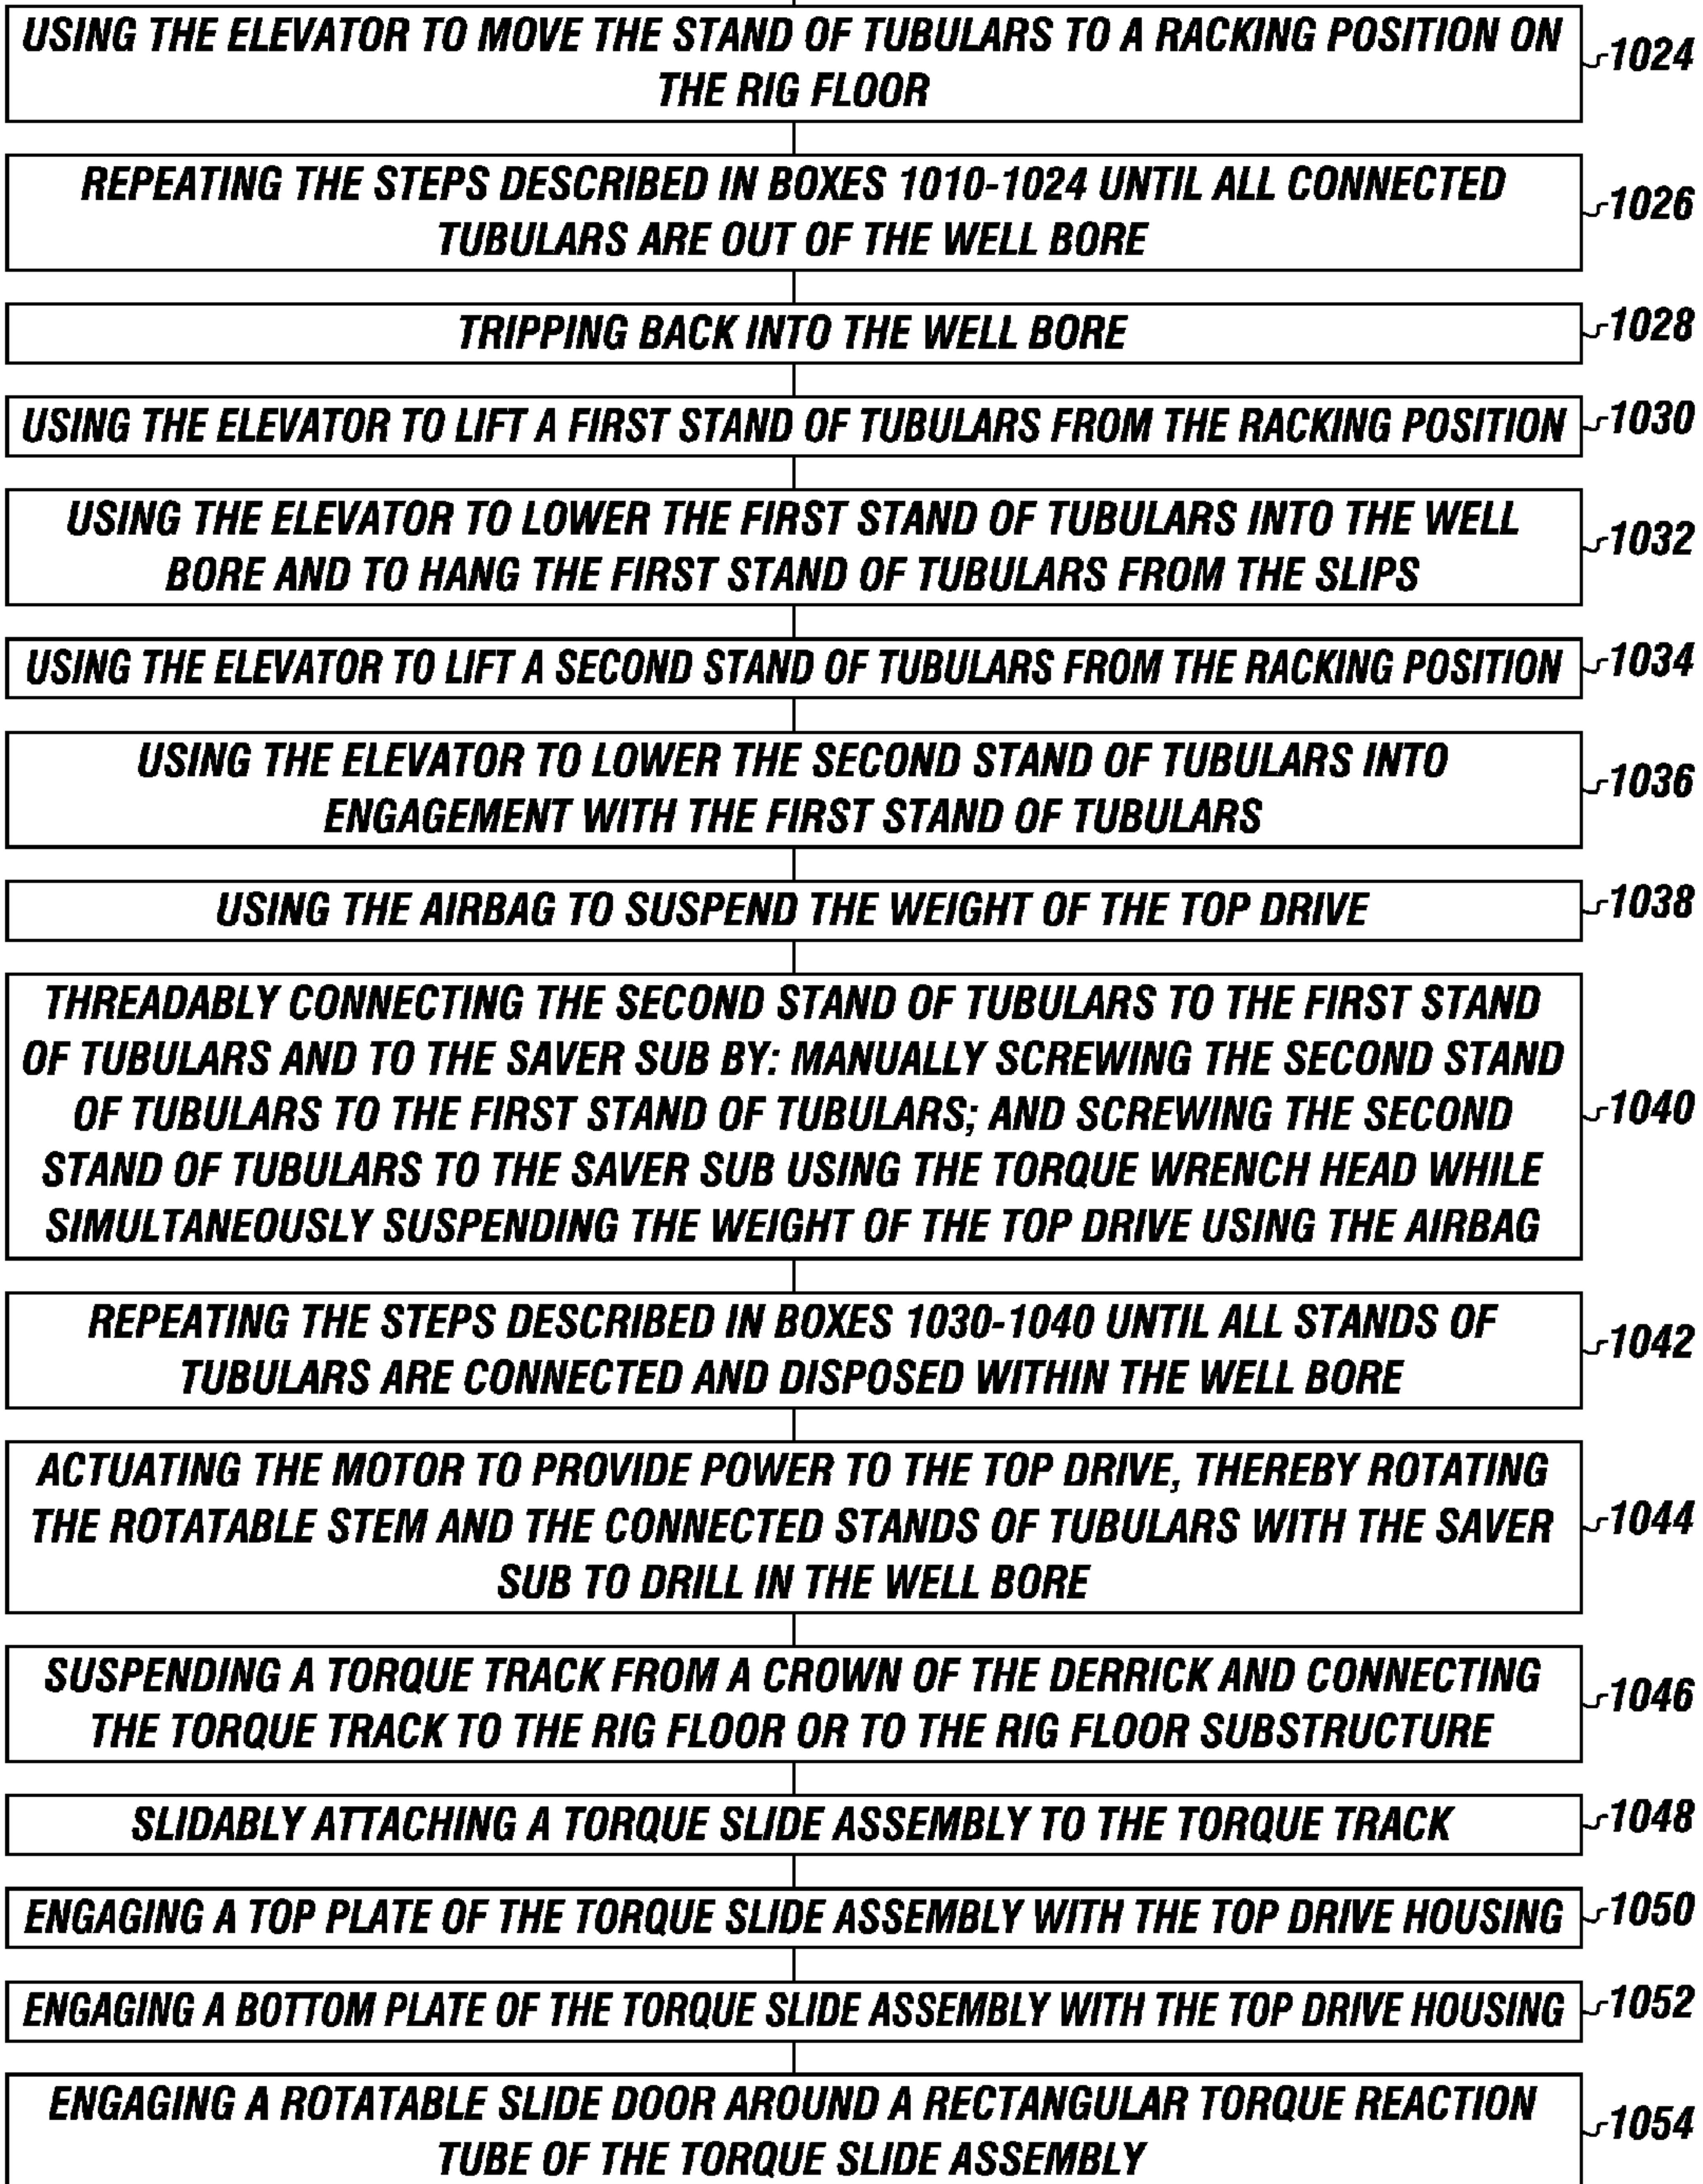 USING THE ELEVATOR TO MOVE THE STAND OF TUBULARS TO A RACKING POSITION ON
THE RIG FLOOR
1024
REPEATING THE STEPS DESCRIBED IN BOXES 1010-1024 UNTIL ALL CONNECTED
TUBULARS ARE OUT OF THE WELL BORE
1026
TRIPPING BACK INTO THE WELL BORE
1028
USING THE ELEVATOR TO LIFT A FIRST STAND OF TUBULARS FROM THE RACKING POSITION
1030
USING THE ELEVATOR TO LOWER THE FIRST STAND OF TUBULARS INTO THE WELL
BORE AND TO HANG THE FIRST STAND OF TUBULARS FROM THE SLIPS
1032
USING THE ELEVATOR TO LIFT A SECOND STAND OF TUBULARS FROM THE RACKING POSITION
1034
USING THE ELEVATOR TO LOWER THE SECOND STAND OF TUBULARS INTO
ENGAGEMENT WITH THE FIRST STAND OF TUBULARS
1036
USING THE AIRBAG TO SUSPEND THE WEIGHT OF THE TOP DRIVE
1038
THREADABLY CONNECTING THE SECOND STAND OF TUBULARS TO THE FIRST STAND
OF TUBULARS AND TO THE SAVER SUB BY: MANUALLY SCREWING THE SECOND STAND
OF TUBULARS TO THE FIRST STAND OF TUBULARS; AND SCREWING THE SECOND
STAND OF TUBULARS TO THE SAVER SUB USING THE TORQUE WRENCH HEAD WHILE
SIMULTANEOUSLY SUSPENDING THE WEIGHT OF THE TOP DRIVE USING THE AIRBAG
1040
REPEATING THE STEPS DESCRIBED IN BOXES 1030-1040 UNTIL ALL STANDS OF
TUBULARS ARE CONNECTED AND DISPOSED WITHIN THE WELL BORE
1042
ACTUATING THE MOTOR TO PROVIDE POWER TO THE TOP DRIVE, THEREBY ROTATING
THE ROTATABLE STEM AND THE CONNECTED STANDS OF TUBULARS WITH THE SAVER
SUB TO DRILL IN THE WELL BORE
1044
SUSPENDING A TORQUE TRACK FROM A CROWN OF THE DERRICK AND CONNECTING
THE TORQUE TRACK TO THE RIG FLOOR OR TO THE RIG FLOOR SUBSTRUCTURE
1046
SLIDABLY ATTACHING A TORQUE SLIDE ASSEMBLY TO THE TORQUE TRACK
1048
ENGAGING A TOP PLATE OF THE TORQUE SLIDE ASSEMBLY WITH THE TOP DRIVE HOUSING
1050
ENGAGING A BOTTOM PLATE OF THE TORQUE SLIDE ASSEMBLY WITH THE TOP DRIVE HOUSING
1052
ENGAGING A ROTATABLE SLIDE DOOR AROUND A RECTANGULAR TORQUE REACTION
TUBE OF THE TORQUE SLIDE ASSEMBLY
1054